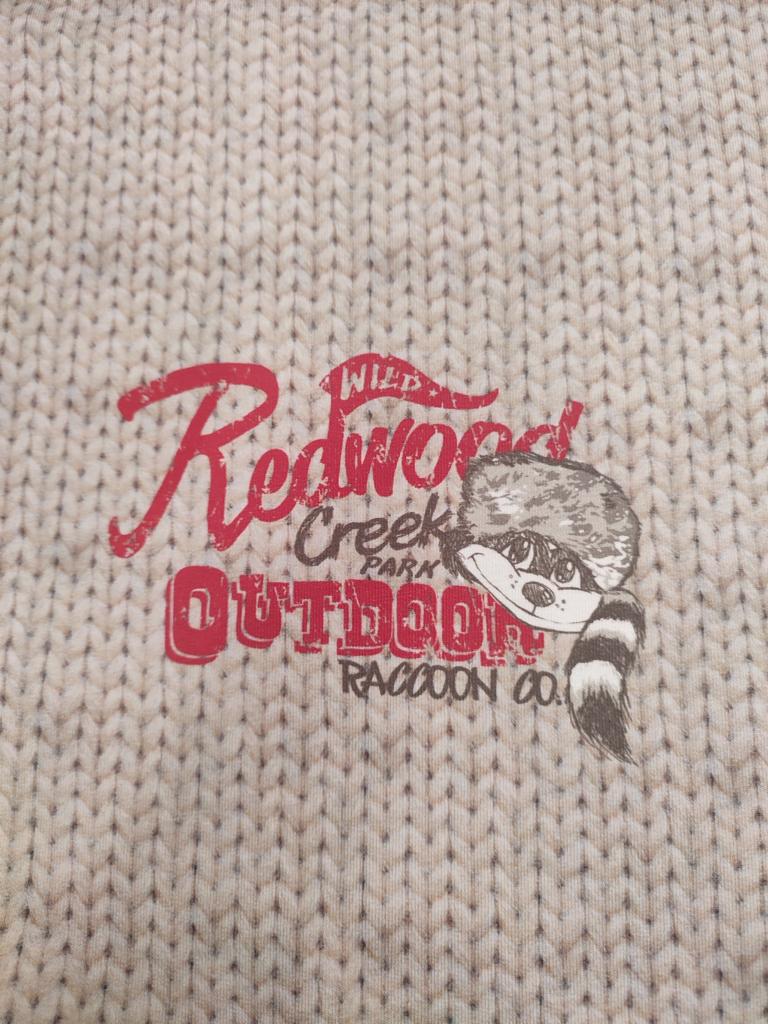 WILD
Redwood
Creek
PARK
OUTDOOR
RACCOON CO.